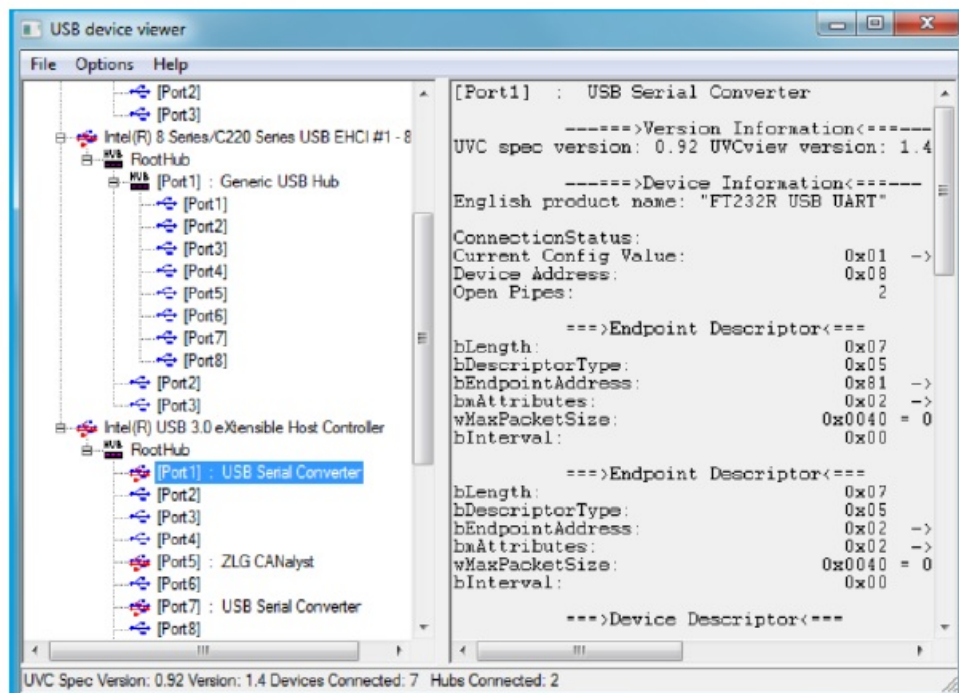 USB device viewer
File Options Help
[Port2]
[Port3]
Intel(R) 8 Series/C220 Series USB EHCI #1 - 8
RootHub
[Port1] : Generic USB Hub
[Port1]
[Port2]
[Port3]
[Port4]
[Port5]
[Port6]
[Port7]
[Port8]
[Port2]
[Port3]
Intel(R) USB 3.0 eXtensible Host Controller
RootHub
[Port1] : USB Serial Converter
[Port2]
[Port3]
[Port4]
[Port5] : ZLG CANalyst
[Port6]
[Port7] : USB Serial Converter
[Port8]
[Port1] : USB Serial Converter
---===>Version Information<===---
UVC spec version: 0.92 UVCview version: 1.4
---===>Device Information<===---
English product name: "FT232R USB UART"
ConnectionStatus:
Current Config Value: 0x01 ->
Device Address: 0x08
Open Pipes: 2
===>Endpoint Descriptor<===
bLength: 0x07
bDescriptorType: 0x05
bEndpointAddress: 0x81 ->
bmAttributes: 0x02 ->
wMaxPacketSize: 0x0040 = 0
bInterval: 0x00
===>Endpoint Descriptor<===
bLength: 0x07
bDescriptorType: 0x05
bEndpointAddress: 0x02 ->
bmAttributes: 0x02 ->
wMaxPacketSize: 0x0040 = 0
bInterval: 0x00
===>Device Descriptor<===
UVC Spec Version: 0.92 Version: 1.4 Devices Connected: 7 Hubs Connected: 2